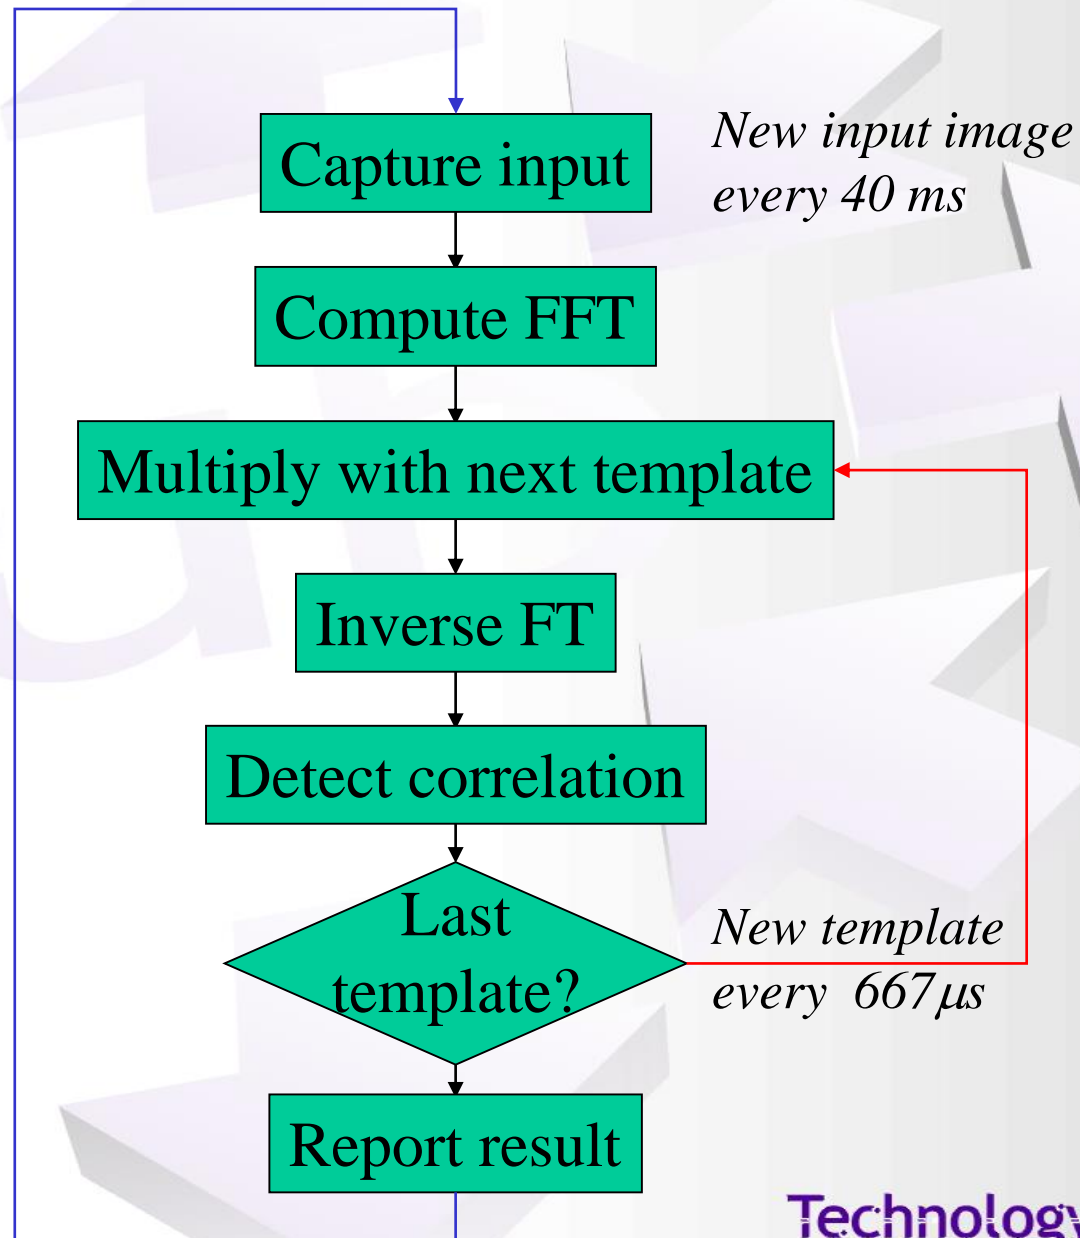 Capture input
New input image
every 40 ms
Compute FFT
Multiply with next template
Inverse FT
Detect correlation
Last
template?
New template
every 667μs
Report result
Technology